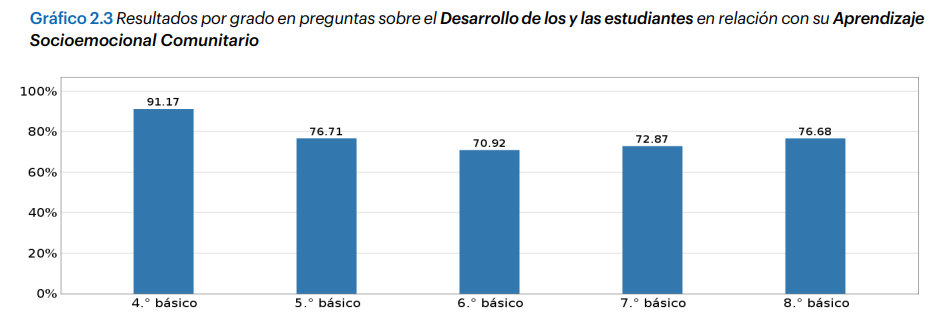 Gráfico 2.3 Resultados por grado en preguntas sobre el Desarrollo de los y las estudiantes en relación con su Aprendizaje
Socioemocional Comunitario
100%
91.17
80%
76.71
70.92
72.87
76.68
60%
40%
20%
0%
4.° básico
5.° básico
6.° básico
7.° básico
8.° básico